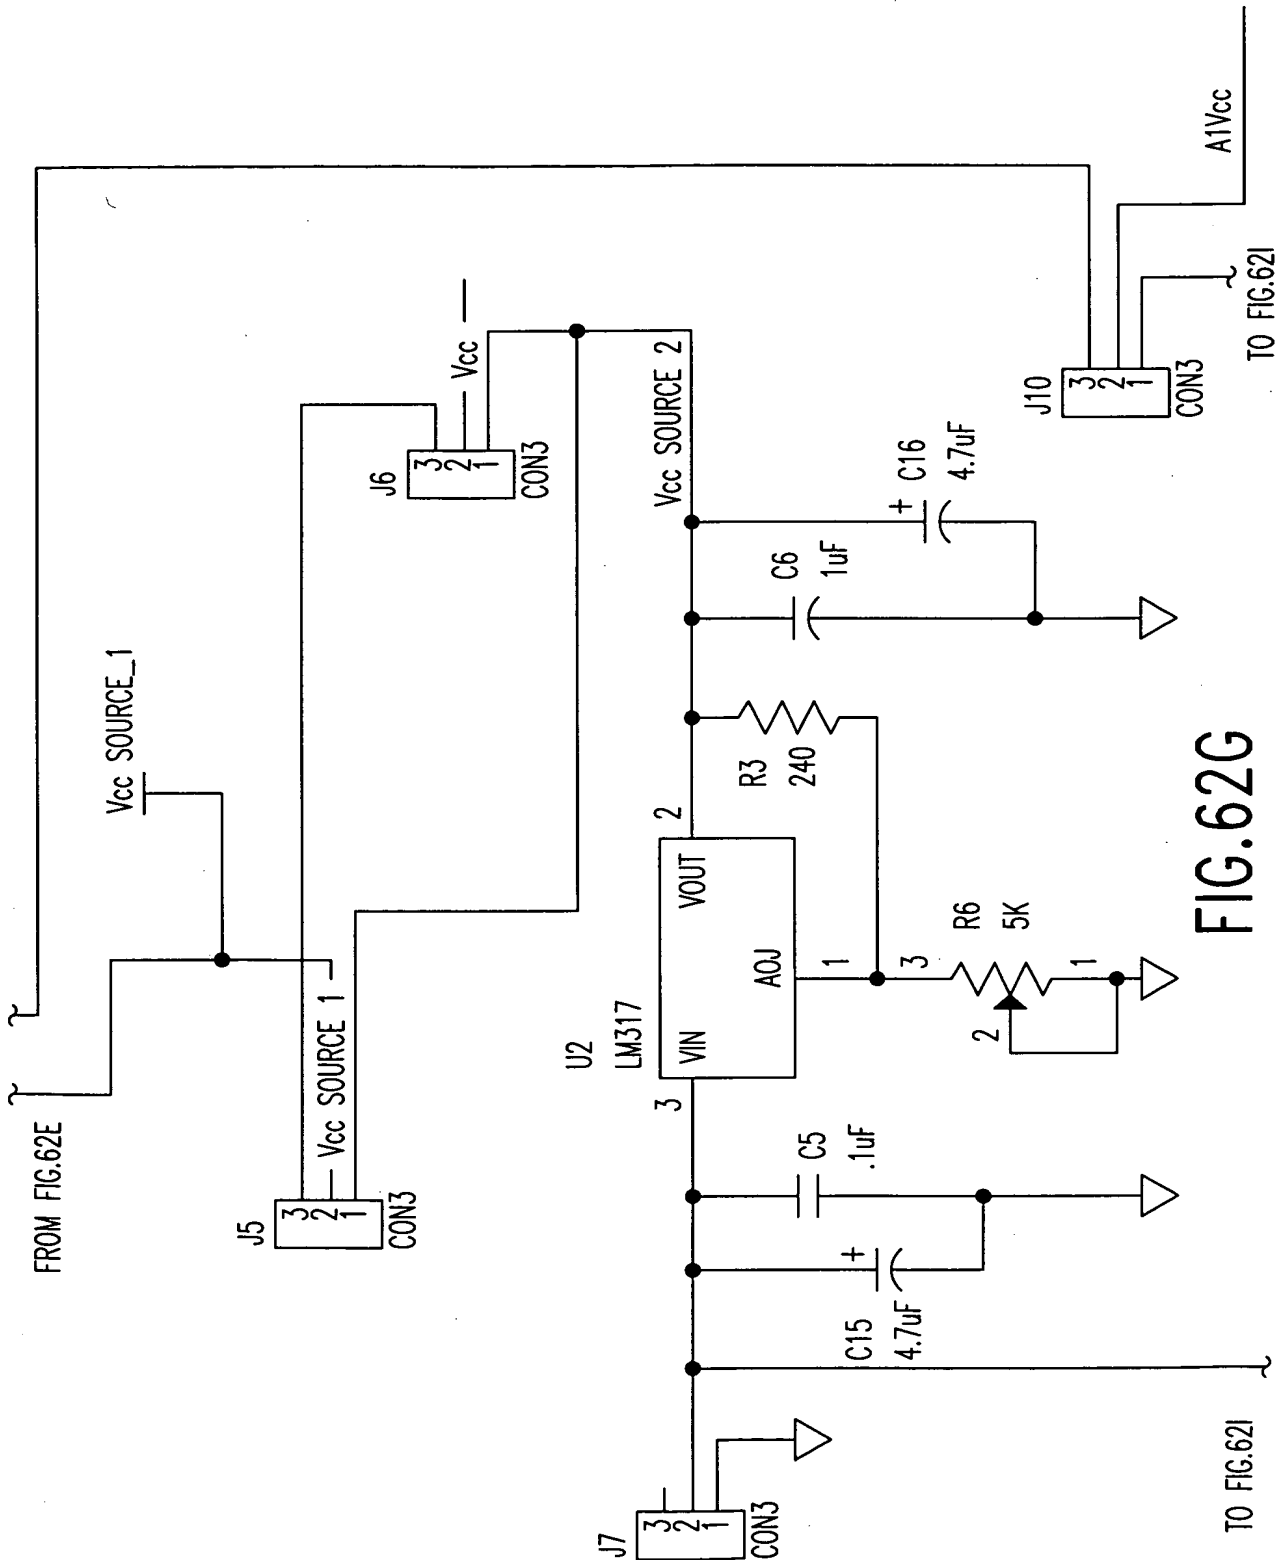 FROM FIG.62E
Vcc SOURCE_1
J5
3
2
1
CON3
Vcc SOURCE 1
J6
3
2
1
CON3
Vcc
Vcc SOURCE 2
U2
LM317
VIN
VOUT
AOJ
3
2
1
R3
240
C6
1uF
+
C16
4.7uF
J10
3
2
1
CON3
A1Vcc
TO FIG.62I
J7
3
2
1
CON3
C15
4.7uF
+
C5
.1uF
3
2
1
R6
5K
TO FIG.62I
FIG.62G